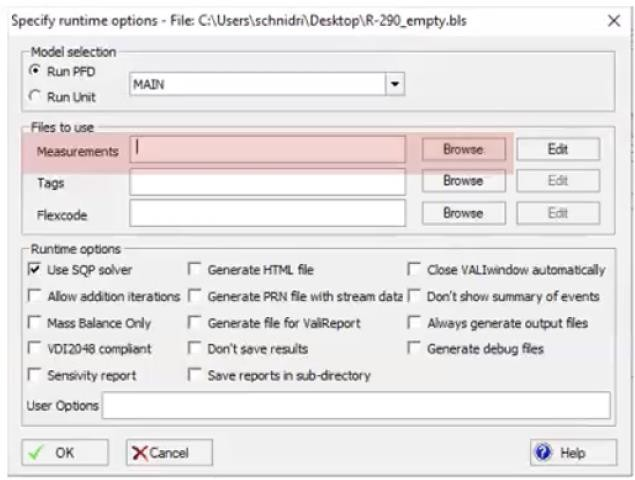 Specify runtime options - File: C:\Users\schnidri\Desktop\R-290_empty.bls
Model selection
Run PFD
MAIN
Run Unit
Files to use
Measurements Browse Edit
Tags Browse Edit
Flexcode Browse Edit
Runtime options
Use SQP solver Generate HTML file Close VALIwindow automatically
Allow addition iterations Generate PRN file with stream data Don't show summary of events
Mass Balance Only Generate file for ValiReport Always generate output files
VDI2048 compliant Don't save results Generate debug files
Sensivity report Save reports in sub-directory
User Options
OK Cancel Help